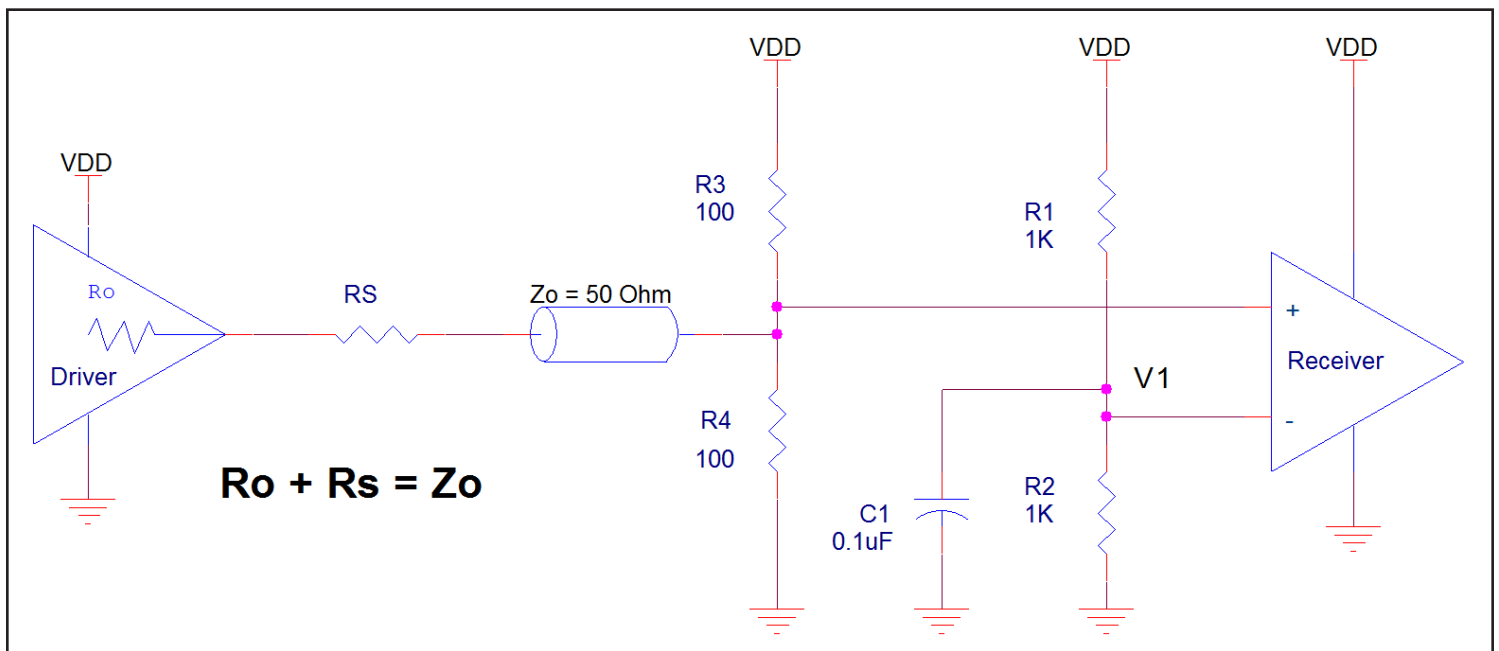 VDD
VDD
VDD
VDD
R3
100
R1
1K
Ro
RS
Zo = 50 Ohm
+
Driver
Receiver
V1
R4
100
-
Ro + Rs = Zo
C1
0.1uF
R2
1K